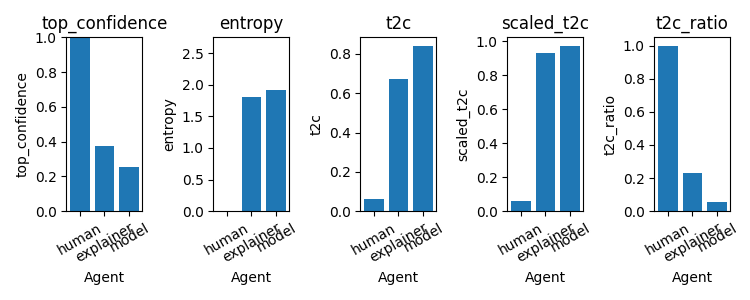 top_confidence
entropy
t2c
scaled_t2c
t2c_ratio
top_confidence
1.0
0.8
0.6
0.4
0.2
0.0
human
explainer
model
Agent
entropy
2.5
2.0
1.5
1.0
0.5
0.0
human
explainer
model
Agent
t2c
0.8
0.6
0.4
0.2
0.0
human
explainer
model
Agent
scaled_t2c
1.0
0.8
0.6
0.4
0.2
0.0
human
explainer
model
Agent
t2c_ratio
1.0
0.8
0.6
0.4
0.2
0.0
human
explainer
model
Agent